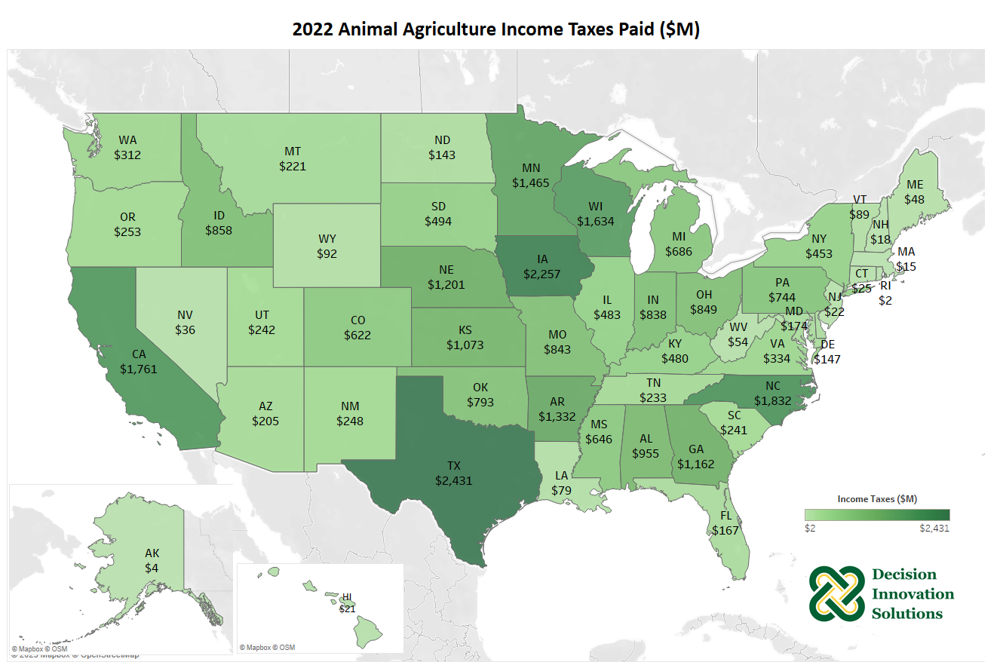 2022 Animal Agriculture Income Taxes Paid ($M)
WA
$312
MT
$221
ND
$143
MN
$1,465
ME
$48
VT
$89
OR
$253
ID
$858
SD
$494
WI
$1,634
NH
$18
WY
$92
MI
$686
NY
$453
MA
$15
IA
$2,257
NE
$1,201
CT
$25
RI
$2
PA
$744
NJ
$22
NV
$36
UT
$242
CO
$622
IL
$483
IN
$838
OH
$849
MD
$174
KS
$1,073
MO
$843
WV
$54
VA
$334
DE
$147
CA
$1,761
KY
$480
AZ
$205
NM
$248
OK
$793
AR
$1,332
TN
$233
NC
$1,832
SC
$241
MS
$646
AL
$955
GA
$1,162
TX
$2,431
LA
$79
FL
$167
Income Taxes ($M)
$2 $2,431
AK
$4
HI
$21
Decision
Innovation
Solutions
© Mapbox © OSM
© Mapbox © OSM
© 2025 Mapbox © OpenStreetMap